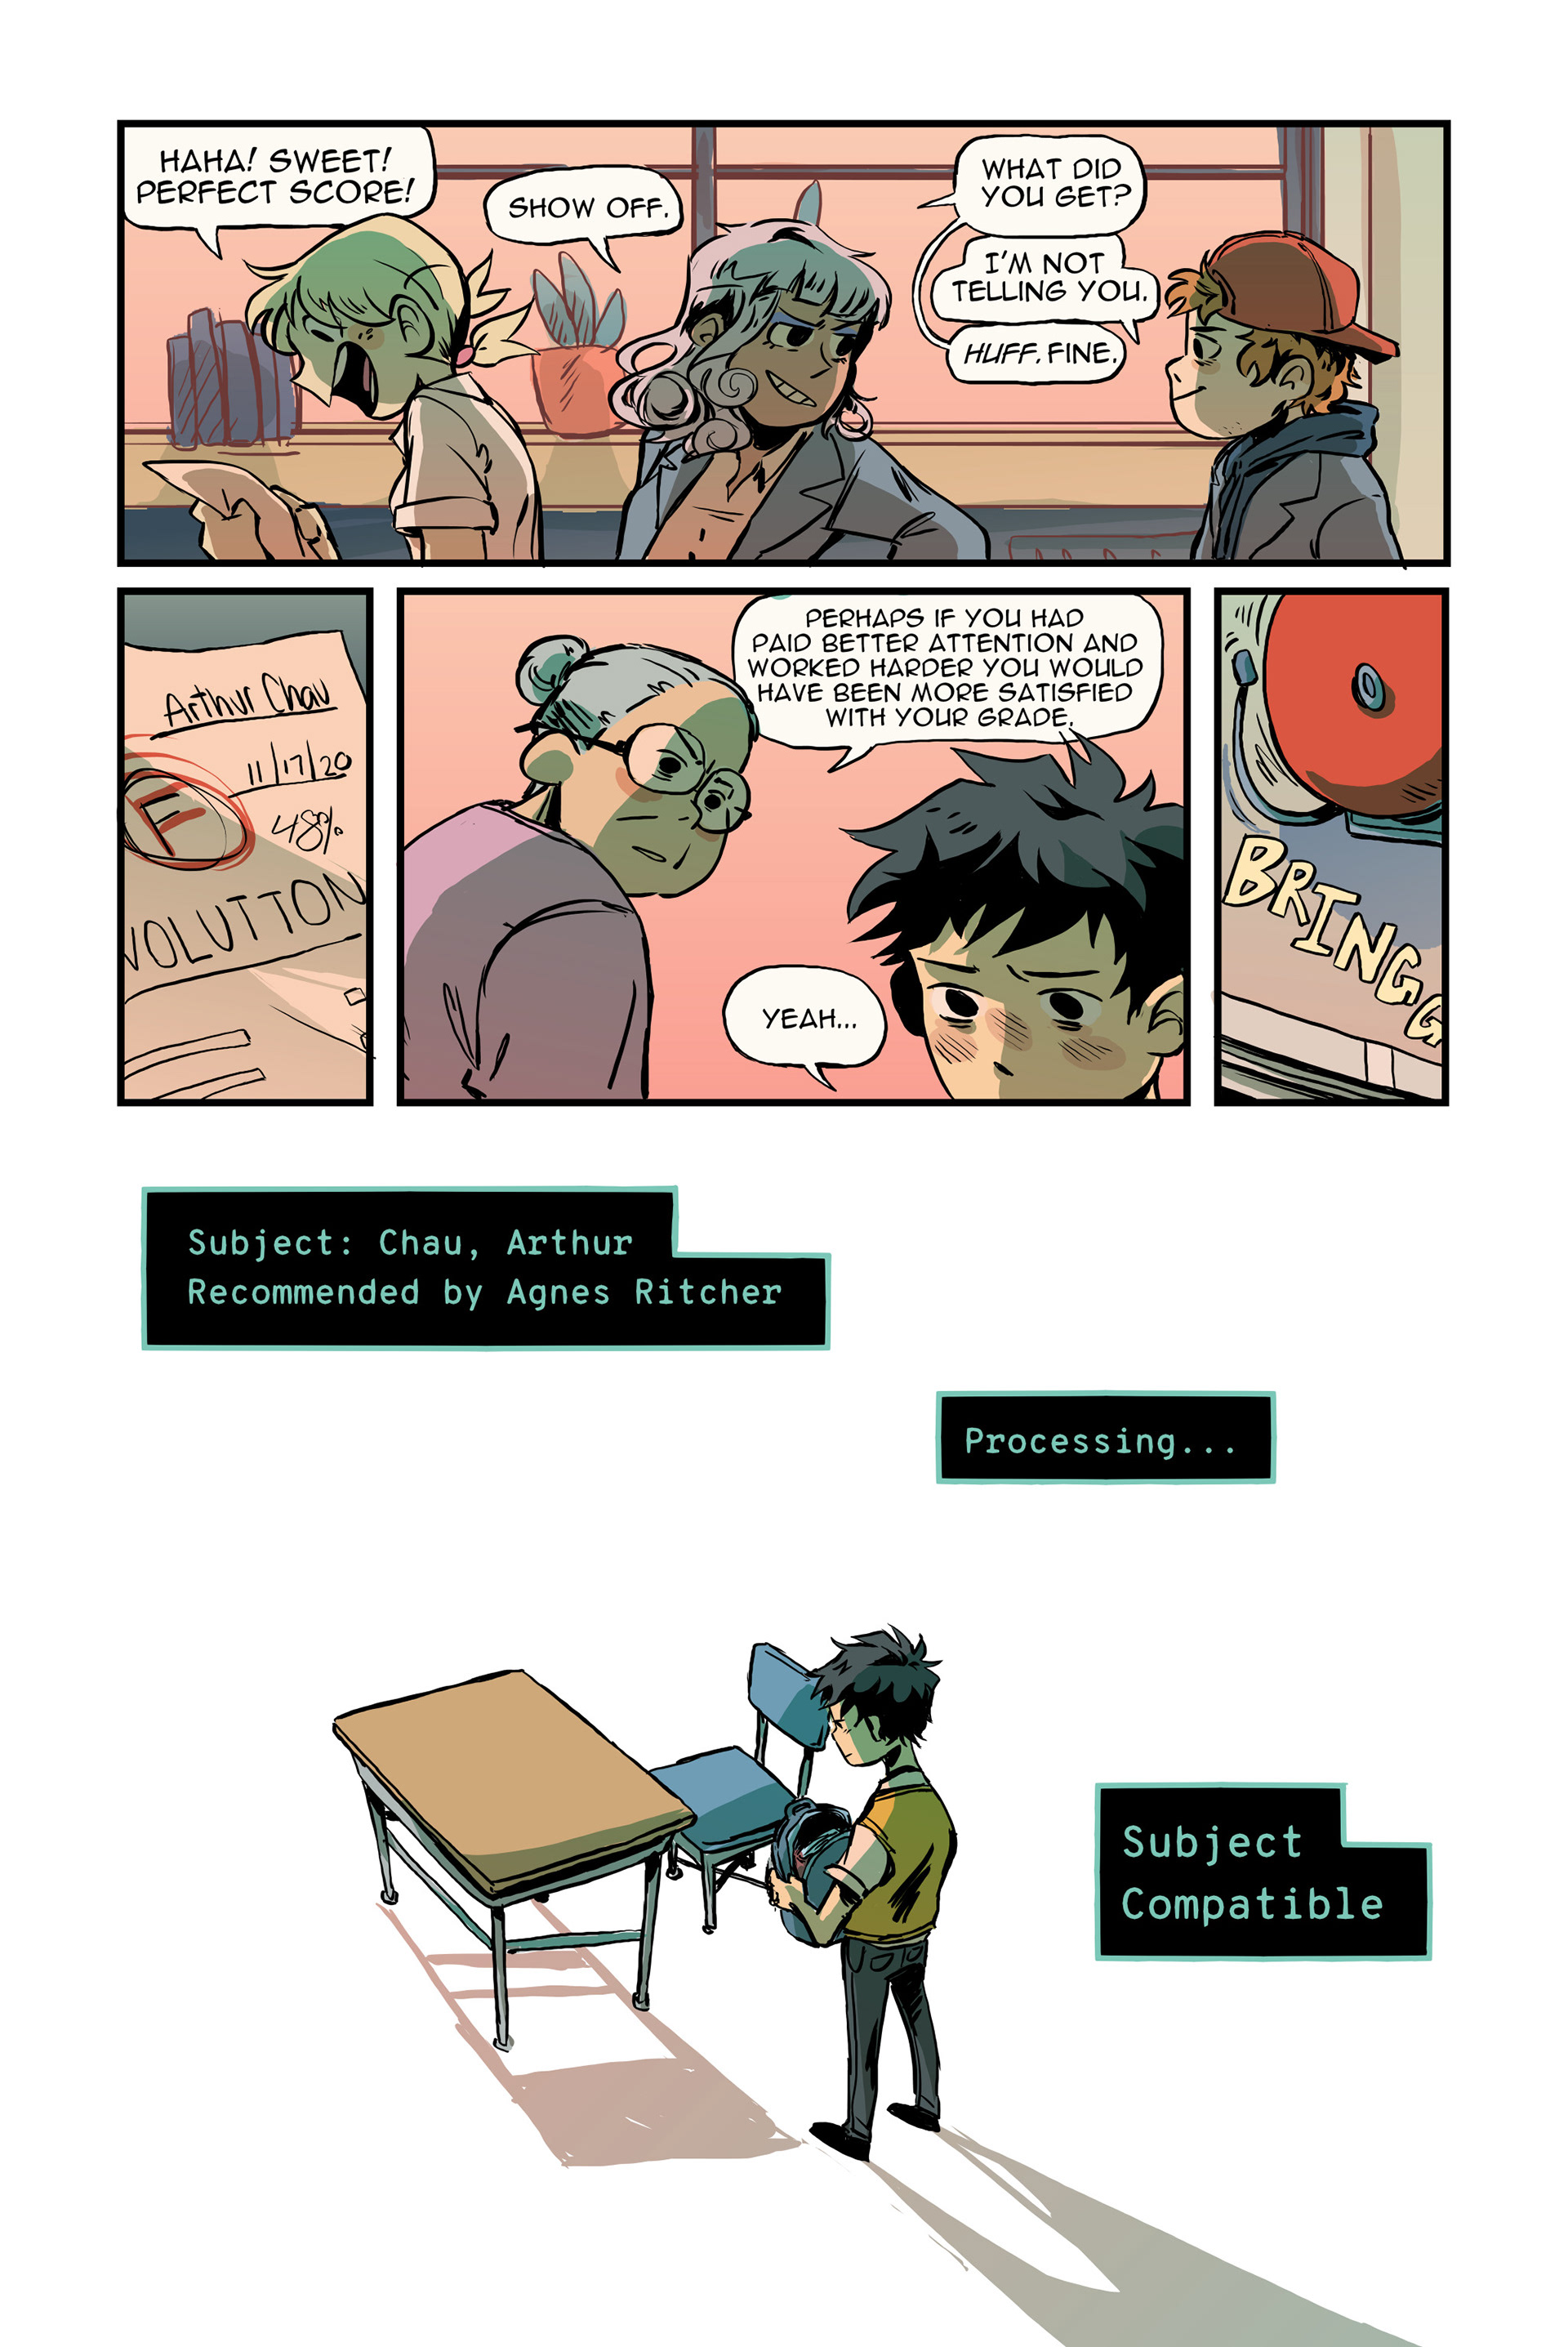 HAHA! SWEET!
PERFECT SCORE!
SHOW OFF.
WHAT DID
YOU GET?
I'M NOT
TELLING YOU.
HUFF. FINE.
Arthur Chau
11/17/20
F
48%
VOLUTION
PERHAPS IF YOU HAD
PAID BETTER ATTENTION AND
WORKED HARDER YOU WOULD
HAVE BEEN MORE SATISFIED
WITH YOUR GRADE.
YEAH...
BRINGG
Subject: Chau, Arthur
Recommended by Agnes Ritcher
Processing...
Subject
Compatible